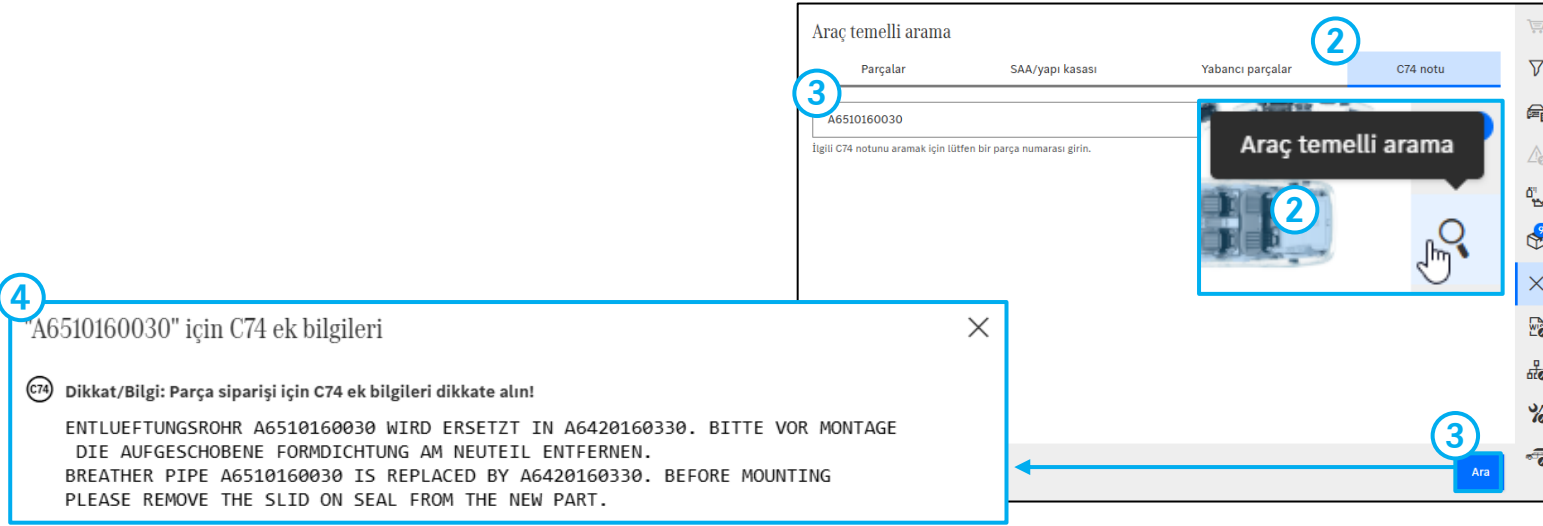 Araç temelli arama
2
Parçalar
SAA/yapı kasası
Yabancı parçalar
C74 notu
3
A6510160030
İlgili C74 notunu aramak için lütfen bir parça numarası girin.
Araç temelli arama
2
4
"A6510160030" için C74 ek bilgileri
C74 Dikkat/Bilgi: Parça siparişi için C74 ek bilgileri dikkate alın!
ENTLUEFTUNGSROHR A6510160030 WIRD ERSETZT IN A6420160330. BITTE VOR MONTAGE
DIE AUFGESCHOBENE FORMDICHTUNG AM NEUTEIL ENTFERNEN.
BREATHER PIPE A6510160030 IS REPLACED BY A6420160330. BEFORE MOUNTING
PLEASE REMOVE THE SLID ON SEAL FROM THE NEW PART.
3
Ara